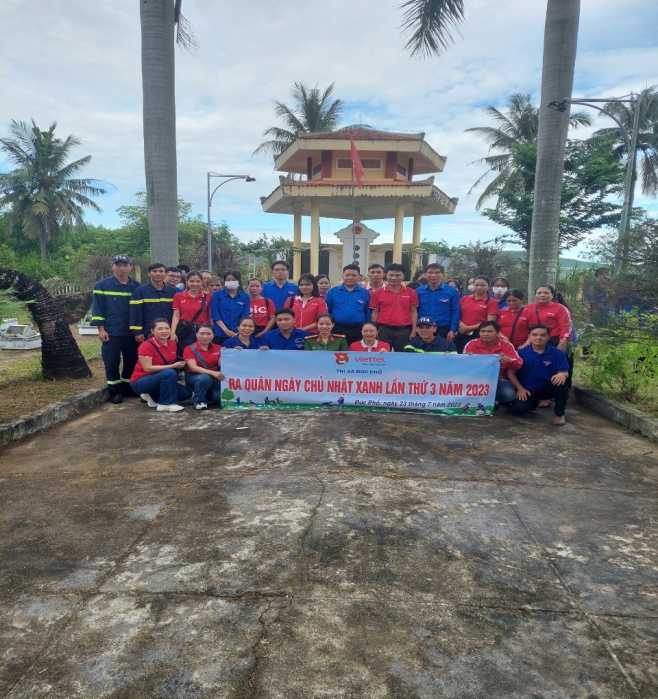 viettel
THỊ XÃ ĐỨC PHỔ
RA QUÂN NGÀY CHỦ NHẬT XANH LẦN THỨ 3 NĂM 2023
Đức Phổ, ngày 23 tháng 7 năm 2023